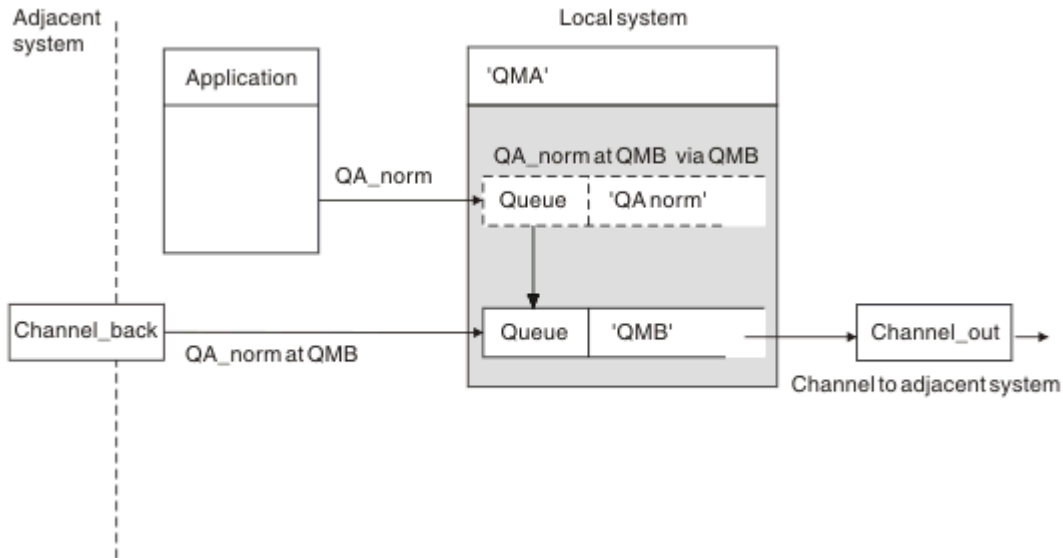 Adjacent
system
Local system
Application
'QMA'
QA_norm at QMB via QMB
QA_norm
Queue
'QA norm'
Channel_back
QA_norm at QMB
Queue
'QMB'
Channel_out
Channel to adjacent system